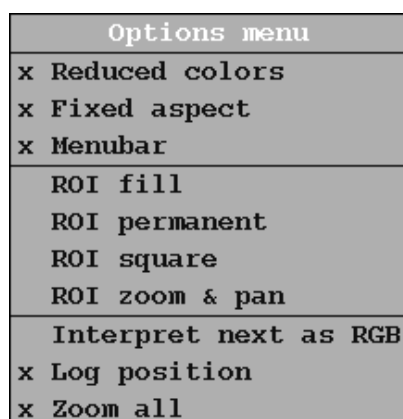 Options menu
x Reduced colors
x Fixed aspect
x Menubar
ROI fill
ROI permanent
ROI square
ROI zoom & pan
Interpret next as RGB
x Log position
x Zoom all